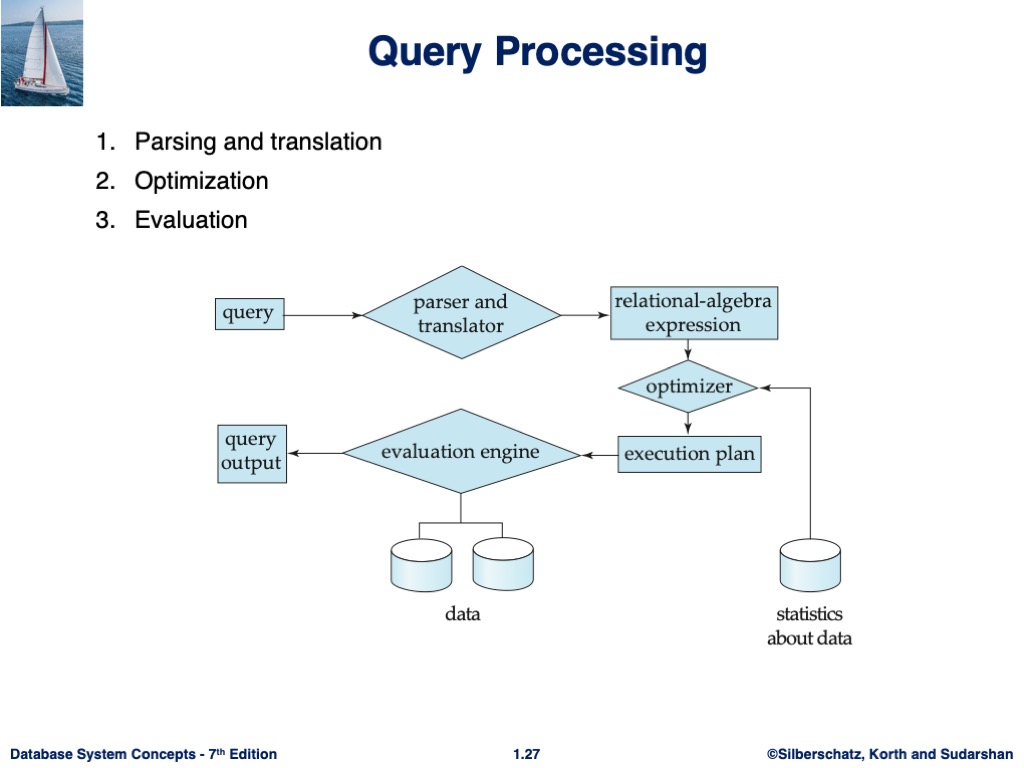 Query Processing
1. Parsing and translation
2. Optimization
3. Evaluation
query
parser and
translator
relational-algebra
expression
optimizer
query
output
evaluation engine
execution plan
data
statistics
about data
Database System Concepts - 7th Edition
1.27
©Silberschatz, Korth and Sudarshan